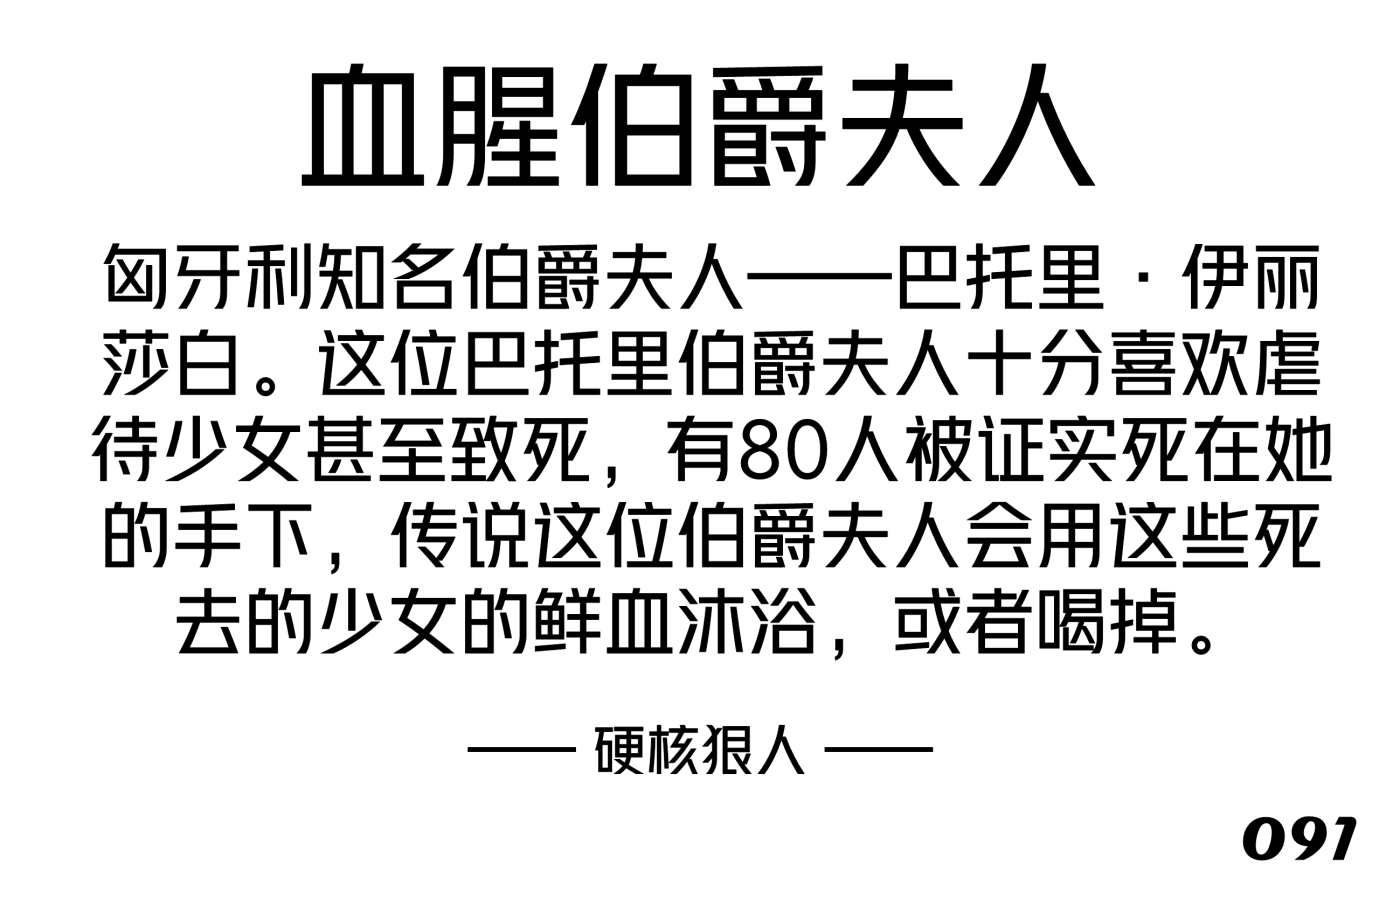 血腥伯爵夫人
匈牙利知名伯爵夫人——巴托里·伊丽
莎白。这位巴托里伯爵夫人十分喜欢虐
待少女甚至致死，有80人被证实死在她
的手下，传说这位伯爵夫人会用这些死
去的少女的鲜血沐浴，或者喝掉。
—— 硬核狠人 ——
091